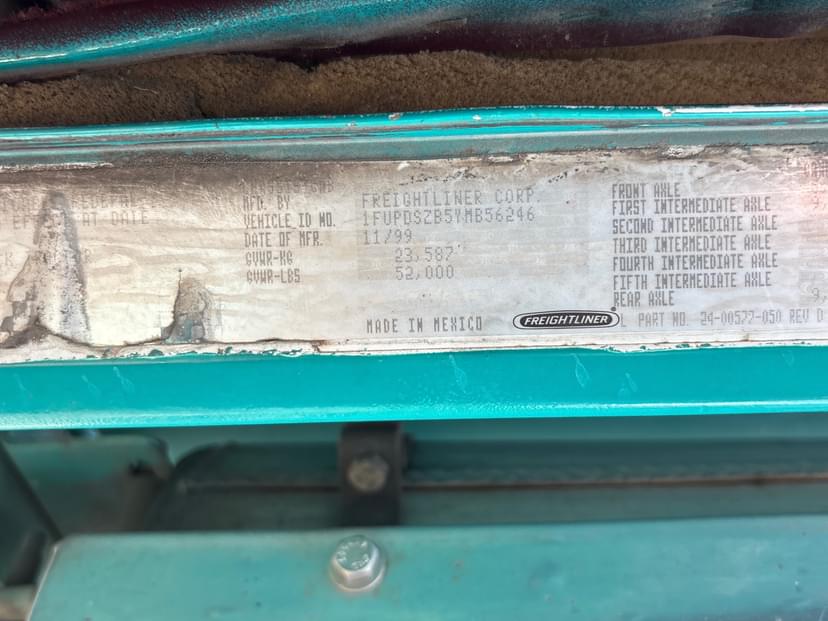 MFD. BY FREIGHTLINER CORP.
VEHICLE ID NO. 1FUPDSZB5YMB56246
DATE OF MFR. 11/99
GVWR-KG 23,587
GVWR-LBS 52,000
MADE IN MEXICO FREIGHTLINER
FRONT AXLE
FIRST INTERMEDIATE AXLE
SECOND INTERMEDIATE AXLE
THIRD INTERMEDIATE AXLE
FOURTH INTERMEDIATE AXLE
FIFTH INTERMEDIATE AXLE
REAR AXLE
PART NO. 24-00577-050 REV D